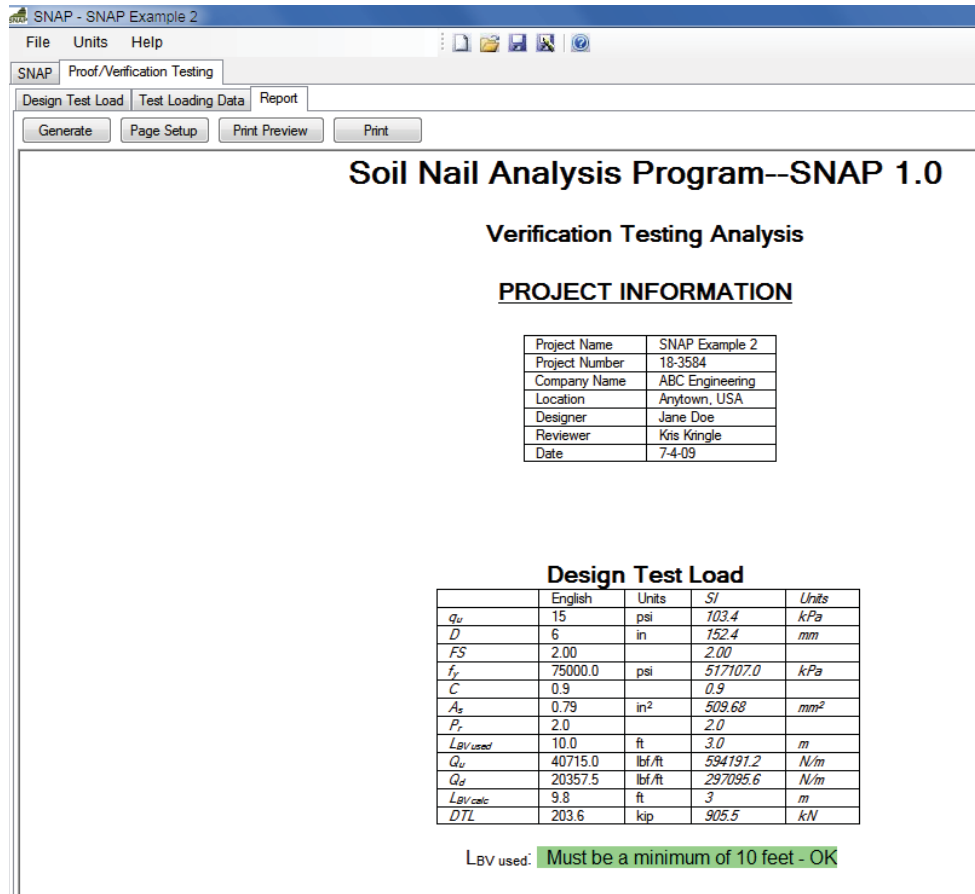 SNAP - SNAP Example 2
File Units Help
SNAP Proof/Verification Testing
Design Test Load Test Loading Data Report
Generate Page Setup Print Preview Print
Soil Nail Analysis Program--SNAP 1.0
Verification Testing Analysis
PROJECT INFORMATION
Project Name SNAP Example 2
Project Number 18-3584
Company Name ABC Engineering
Location Anytown, USA
Designer Jane Doe
Reviewer Kris Kringle
Date 7-4-09
Design Test Load
English Units SI Units
qu 15 psi 103.4 kPa
D 6 in 152.4 mm
FS 2.00 2.00
fy 75000.0 psi 517107.0 kPa
C 0.9 0.9
As 0.79 in² 509.68 mm²
Pr 2.0 2.0
LBV used 10.0 ft 3.0 m
Qu 40715.0 lbf/ft 594191.2 N/m
Qd 20357.5 lbf/ft 297095.6 N/m
LBV calc 9.8 ft 3 m
DTL 203.6 kip 905.5 kN
LBV used: Must be a minimum of 10 feet - OK